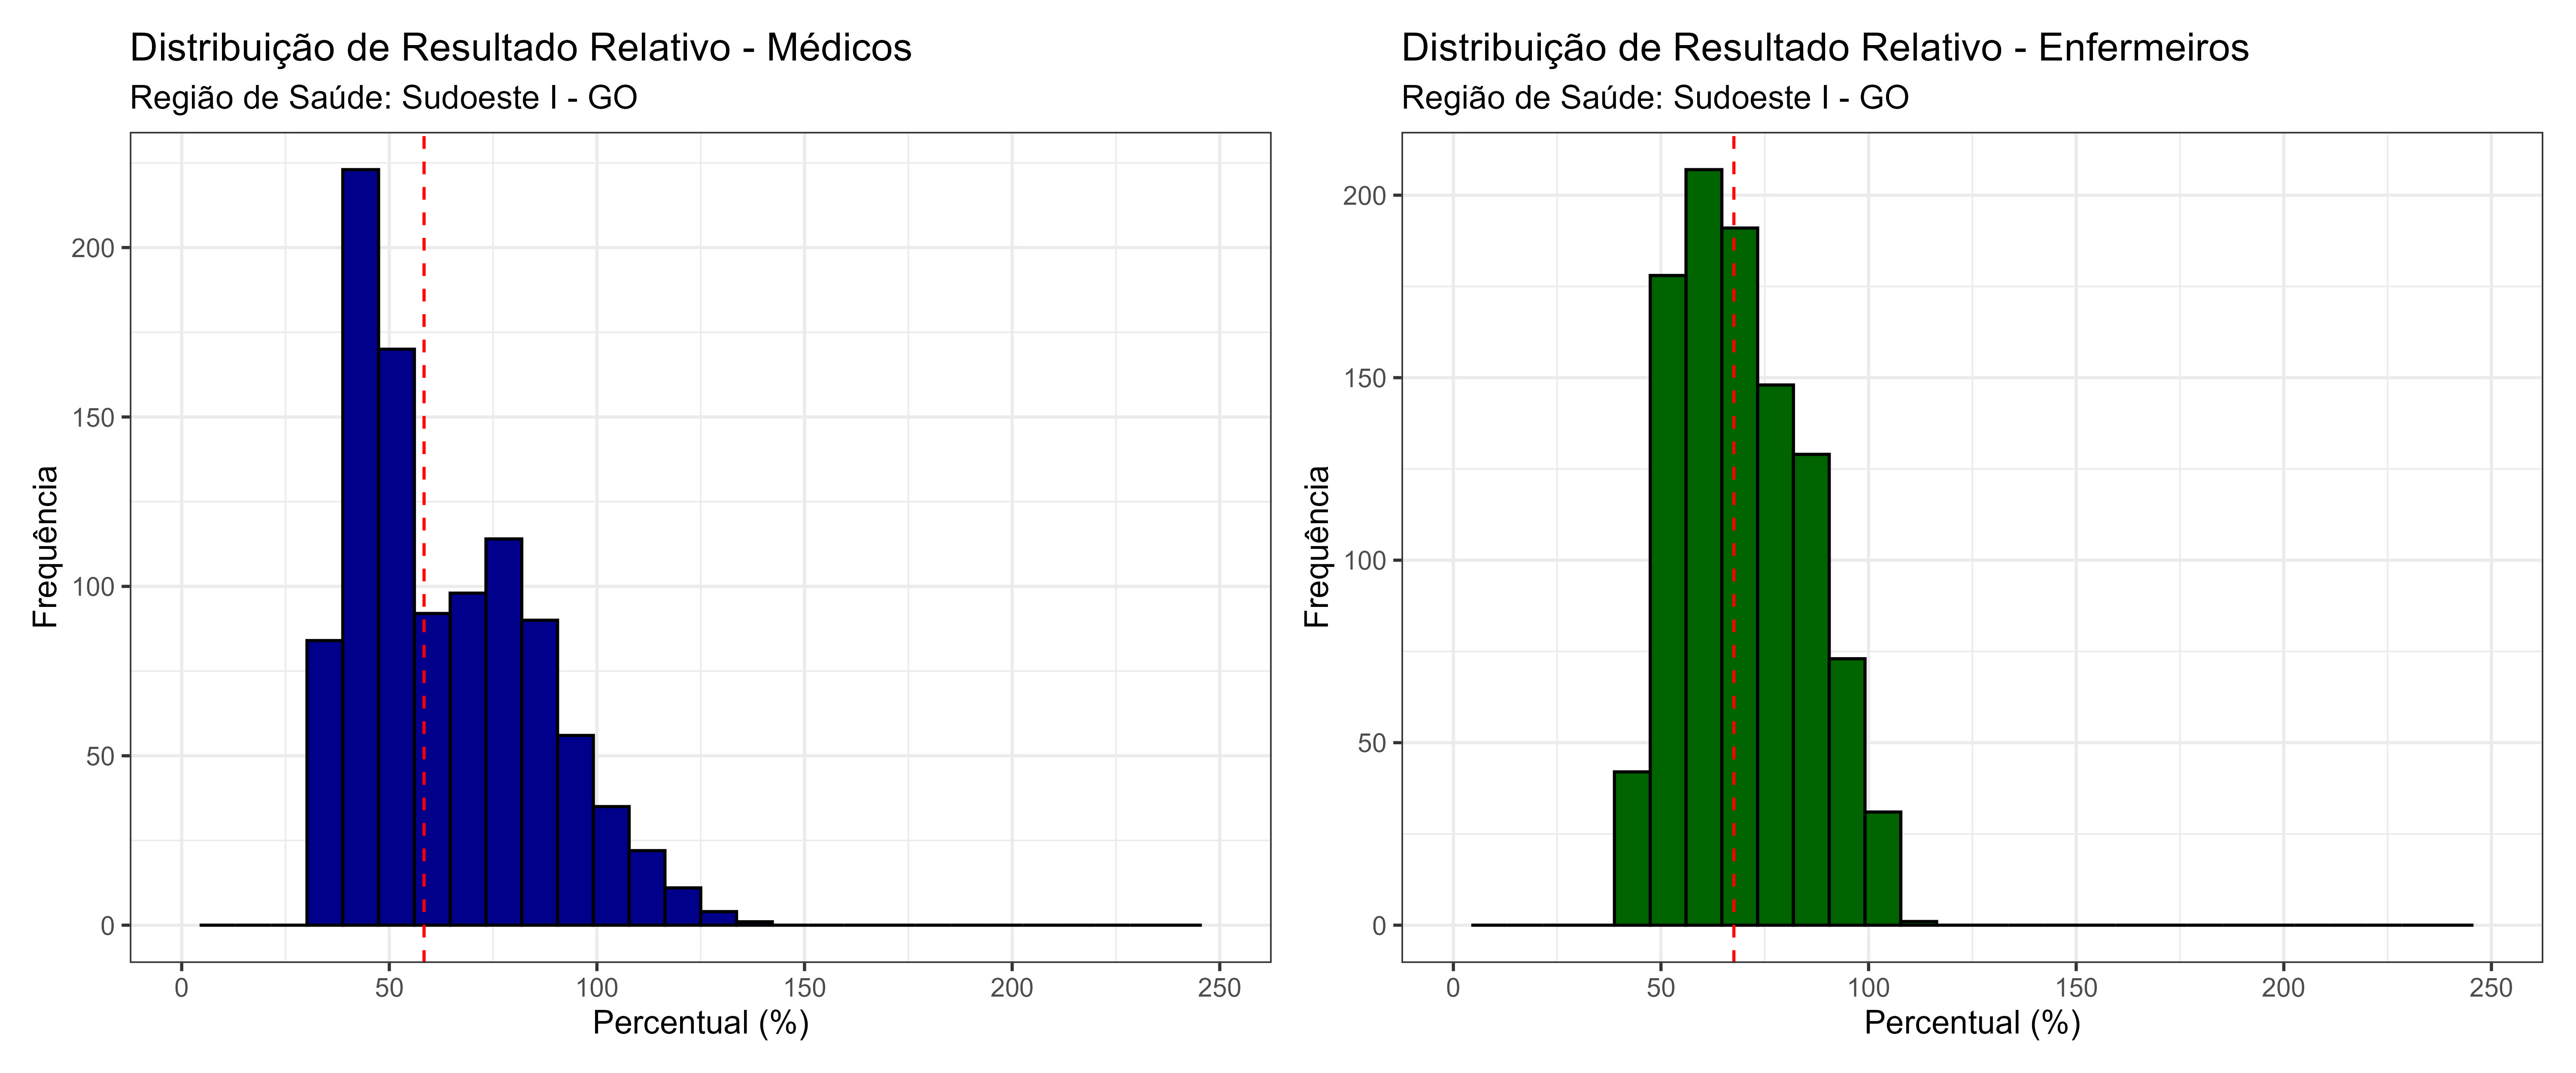 Distribuição de Resultado Relativo - Médicos
Região de Saúde: Sudoeste I - GO
Frequência
200
150
100
50
0
0 50 100 150 200 250
Percentual (%)
Distribuição de Resultado Relativo - Enfermeiros
Região de Saúde: Sudoeste I - GO
Frequência
200
150
100
50
0
0 50 100 150 200 250
Percentual (%)